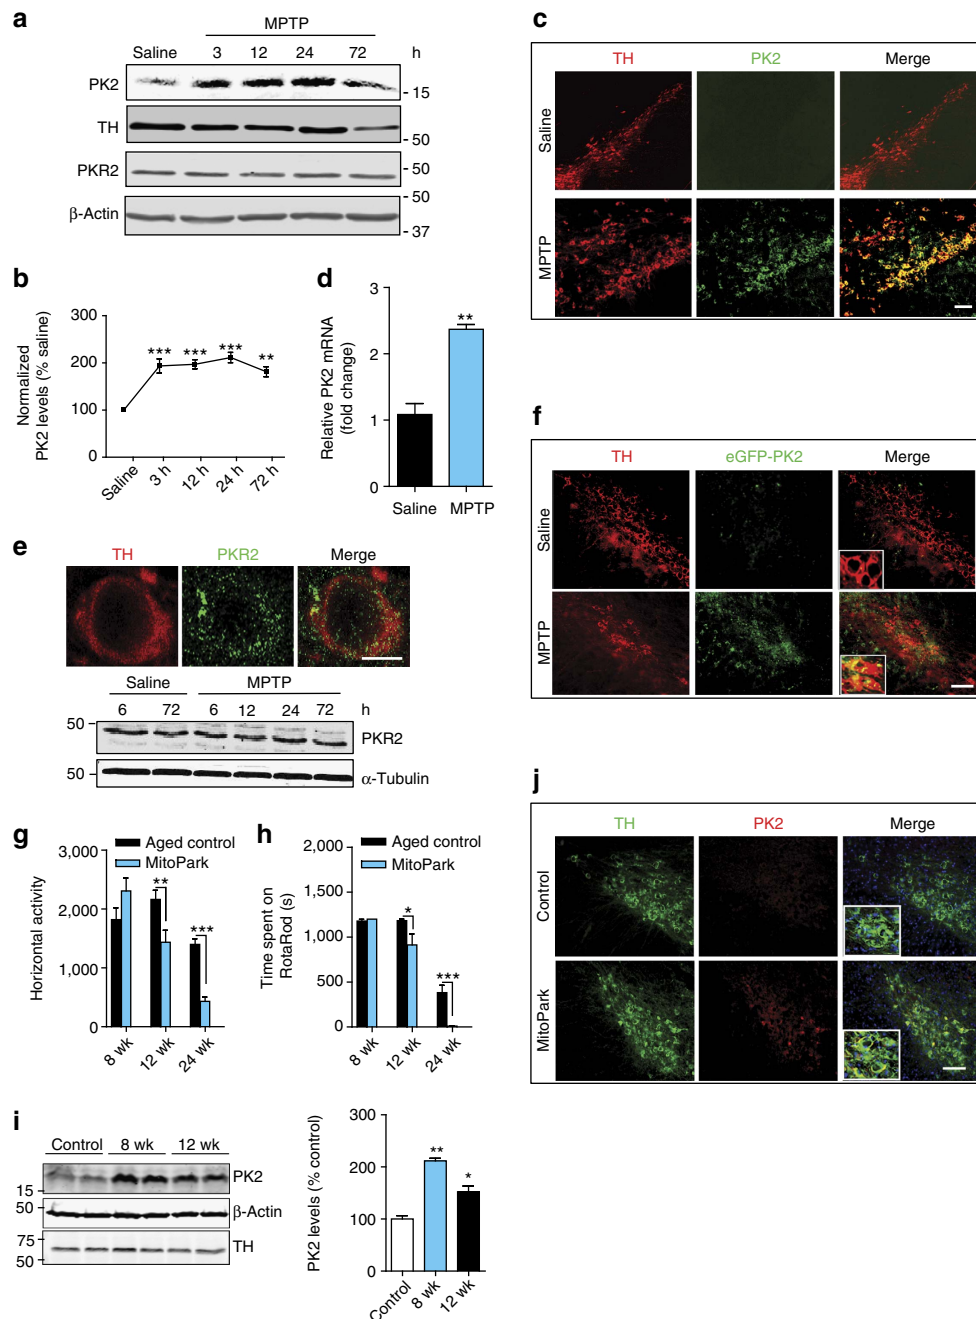 a
MPTP
Saline 3 12 24 72 h
PK2
- 15
TH
- 50
PKR2
- 50
- 50
β-Actin
- 37
b
Normalized
PK2 levels (% saline)
300
200
100
0
*** *** *** **
Saline 3 h 12 h 24 h 72 h
d
Relative PK2 mRNA
(fold change)
3
2
1
0
**
Saline MPTP
c
TH PK2 Merge
Saline
MPTP
e
TH PKR2 Merge
Saline MPTP
6 72 6 12 24 72 h
50
PKR2
50
α-Tubulin
f
TH eGFP-PK2 Merge
Saline
MPTP
g
Aged control
MitoPark
Horizontal activity
3,000
2,000
1,000
0
**
***
8 wk 12 wk 24 wk
h
Aged control
MitoPark
Time spent on
RotaRod (s)
2,000
1,500
1,000
500
0
*
***
8 wk 12 wk 24 wk
j
TH PK2 Merge
Control
MitoPark
i
Control 8 wk 12 wk
PK2
15
50
β-Actin
75
TH
50
PK2 levels (% control)
300
200
100
0
**
*
Control 8 wk 12 wk